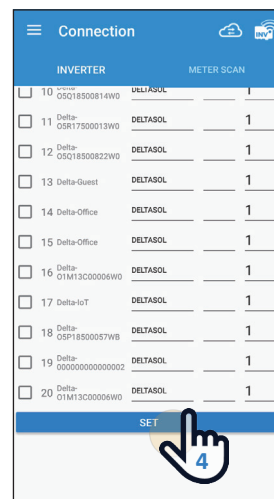 Connection
INV
INVERTER METER SCAN
10 Delta-O5Q18500814W0 DELTASOL 1
11 Delta-O5R17500013W0 DELTASOL 1
12 Delta-O5Q18500822W0 DELTASOL 1
13 Delta-Guest DELTASOL 1
14 Delta-Office DELTASOL 1
15 Delta-Office DELTASOL 1
16 Delta-O1M13C00006W0 DELTASOL 1
17 Delta-IoT DELTASOL 1
18 Delta-O5P18500057WB DELTASOL 1
19 Delta-000000000000002 DELTASOL 1
20 Delta-O1M13C00006W0 DELTASOL 1
SET
4